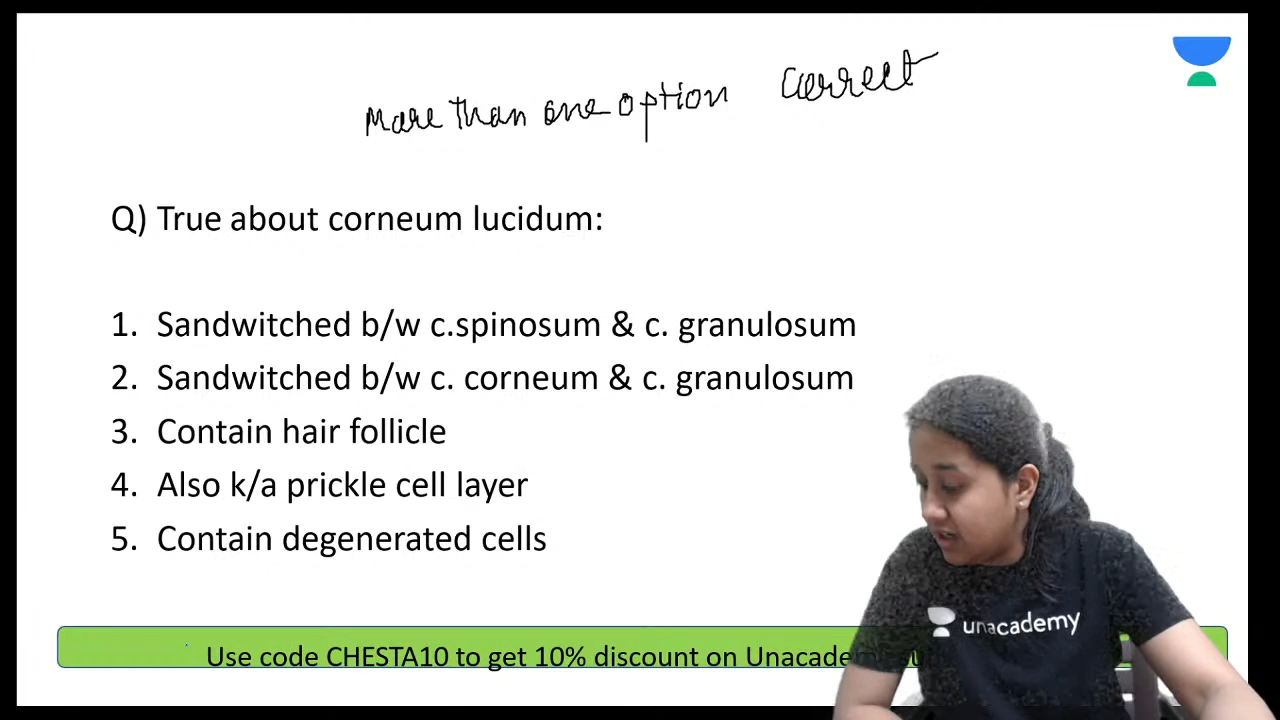 More than one option correct
Q) True about corneum lucidum:
1. Sandwitched b/w c.spinosum & c. granulosum
2. Sandwitched b/w c. corneum & c. granulosum
3. Contain hair follicle
4. Also k/a prickle cell layer
5. Contain degenerated cells
unacademy
Use code CHESTA10 to get 10% discount on